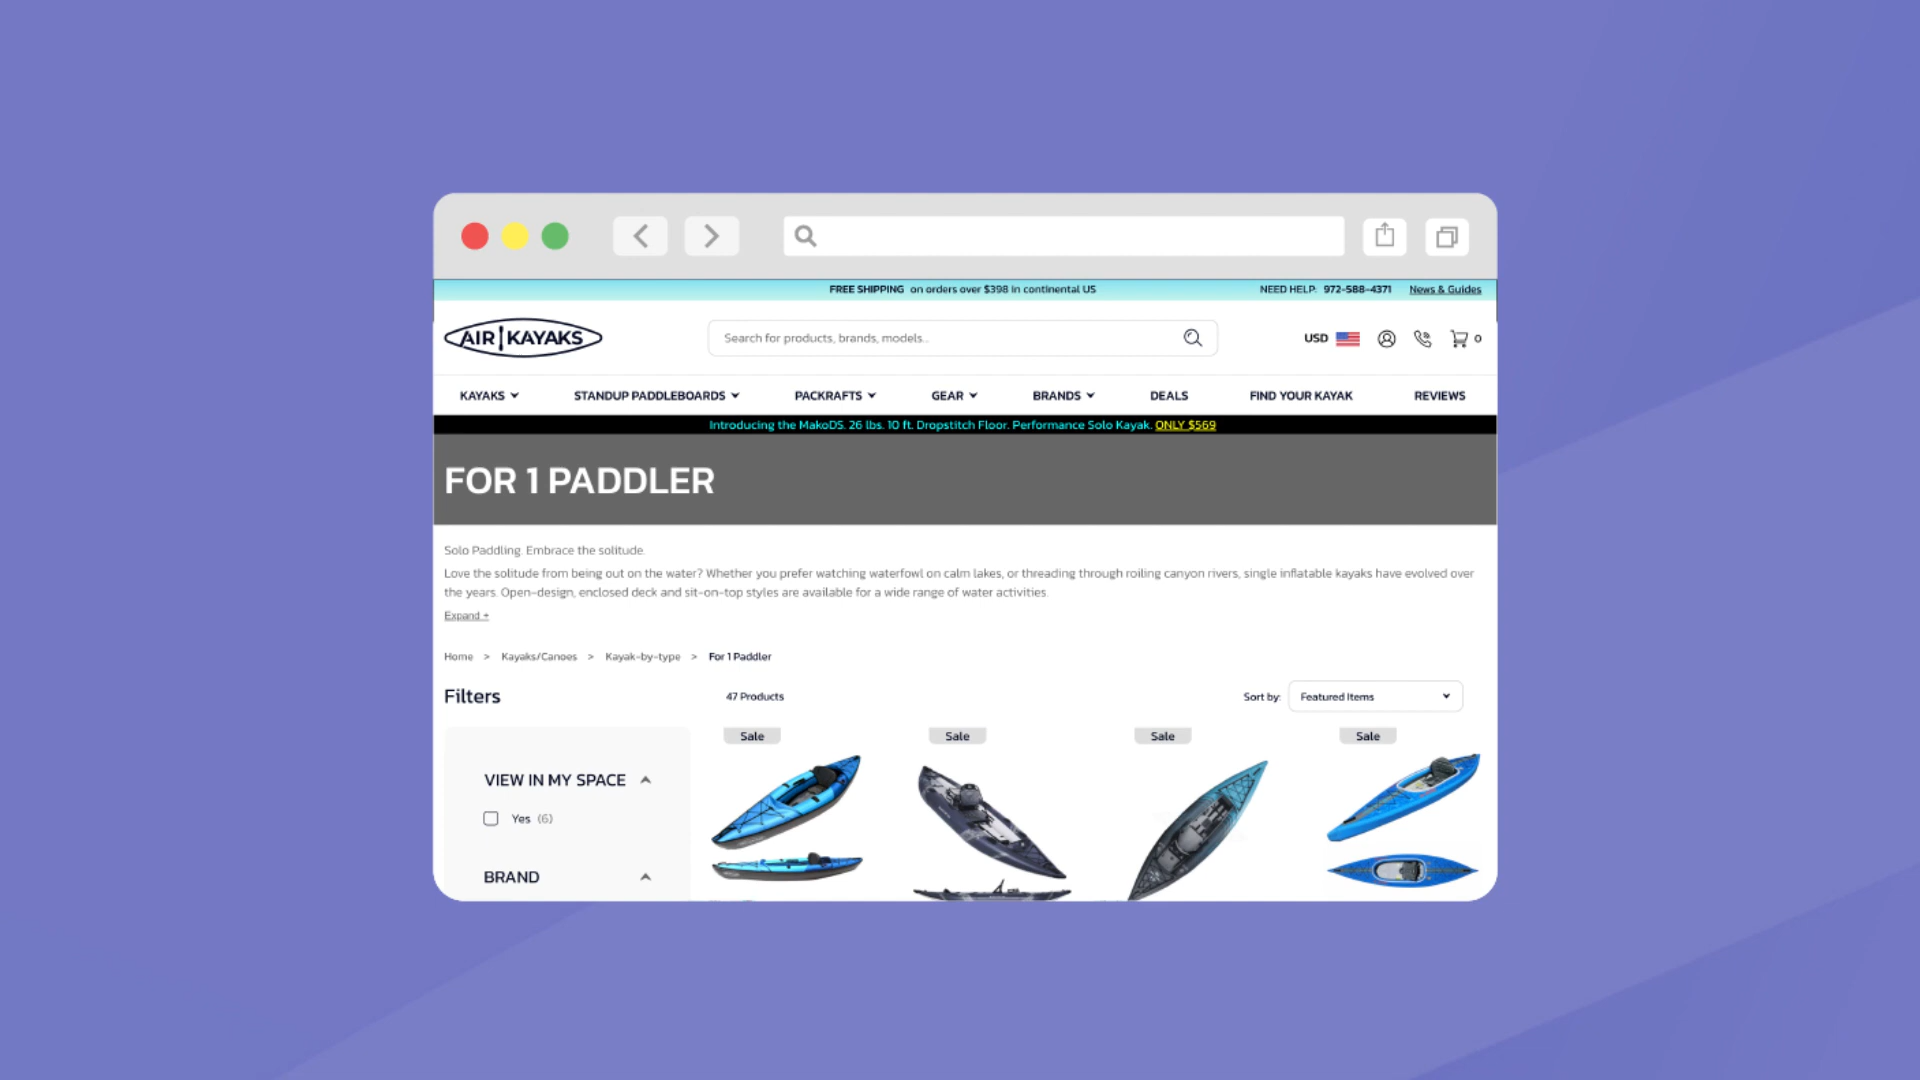 FREE SHIPPING on orders over $398 in continental US
NEED HELP: 972-588-4371 News & Guides
AIR KAYAKS
Search for products, brands, models...
USD
0
KAYAKS STANDUP PADDLEBOARDS PACKRAFTS GEAR BRANDS DEALS FIND YOUR KAYAK REVIEWS
Introducing the MakoDS. 26 lbs. 10 ft. Dropstitch Floor. Performance Solo Kayak. ONLY $569
FOR 1 PADDLER
Solo Paddling. Embrace the solitude.
Love the solitude from being out on the water? Whether you prefer watching waterfowl on calm lakes, or threading through roiling canyon rivers, single inflatable kayaks have evolved over
the years. Open-design, enclosed deck and sit-on-top styles are available for a wide range of water activities.
Expand +
Home > Kayaks/Canoes > Kayak-by-type > For 1 Paddler
Filters
47 Products
Sort by: Featured Items
VIEW IN MY SPACE
Yes (6)
BRAND
Sale
Sale
Sale
Sale